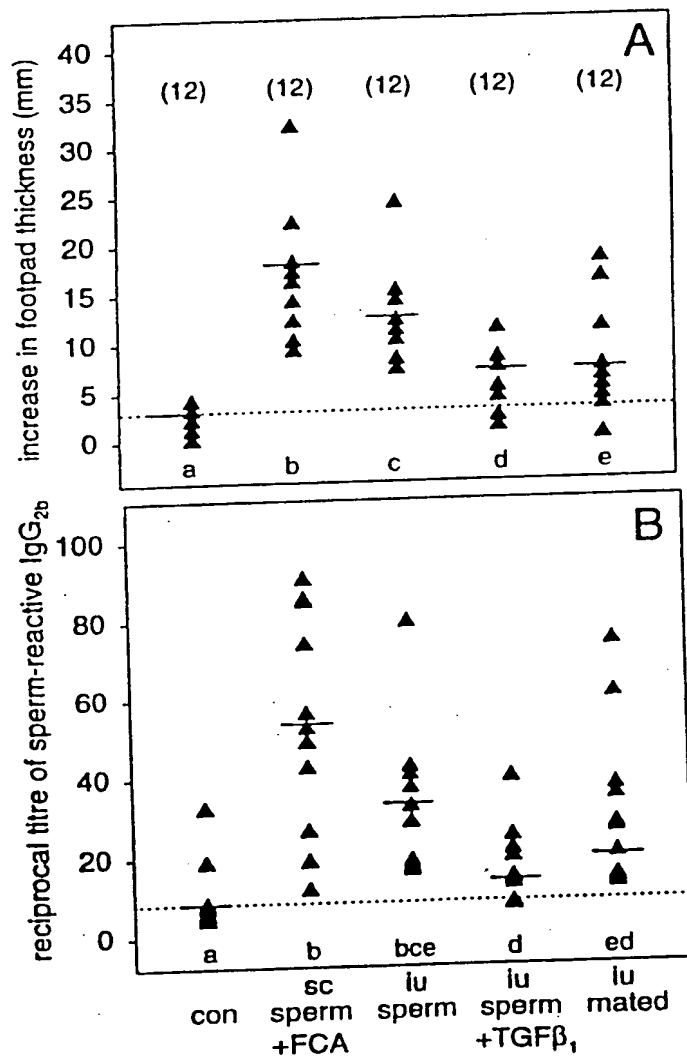 A
increase in footpad thickness (mm)
40
35
30
25
20
15
10
5
0
(12) (12) (12) (12) (12)
a b c d e
B
reciprocal titre of sperm-reactive IgG2b
100
80
60
40
20
0
a b bce d ed
con
sc
sperm
+FCA
iu
sperm
iu
sperm
+TGFβ1
iu
mated